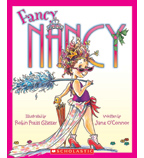 Fancy
NANCY
Illustrated by
Robin Preiss Glasser
Written by
Jane O'Connor
SCHOLASTIC